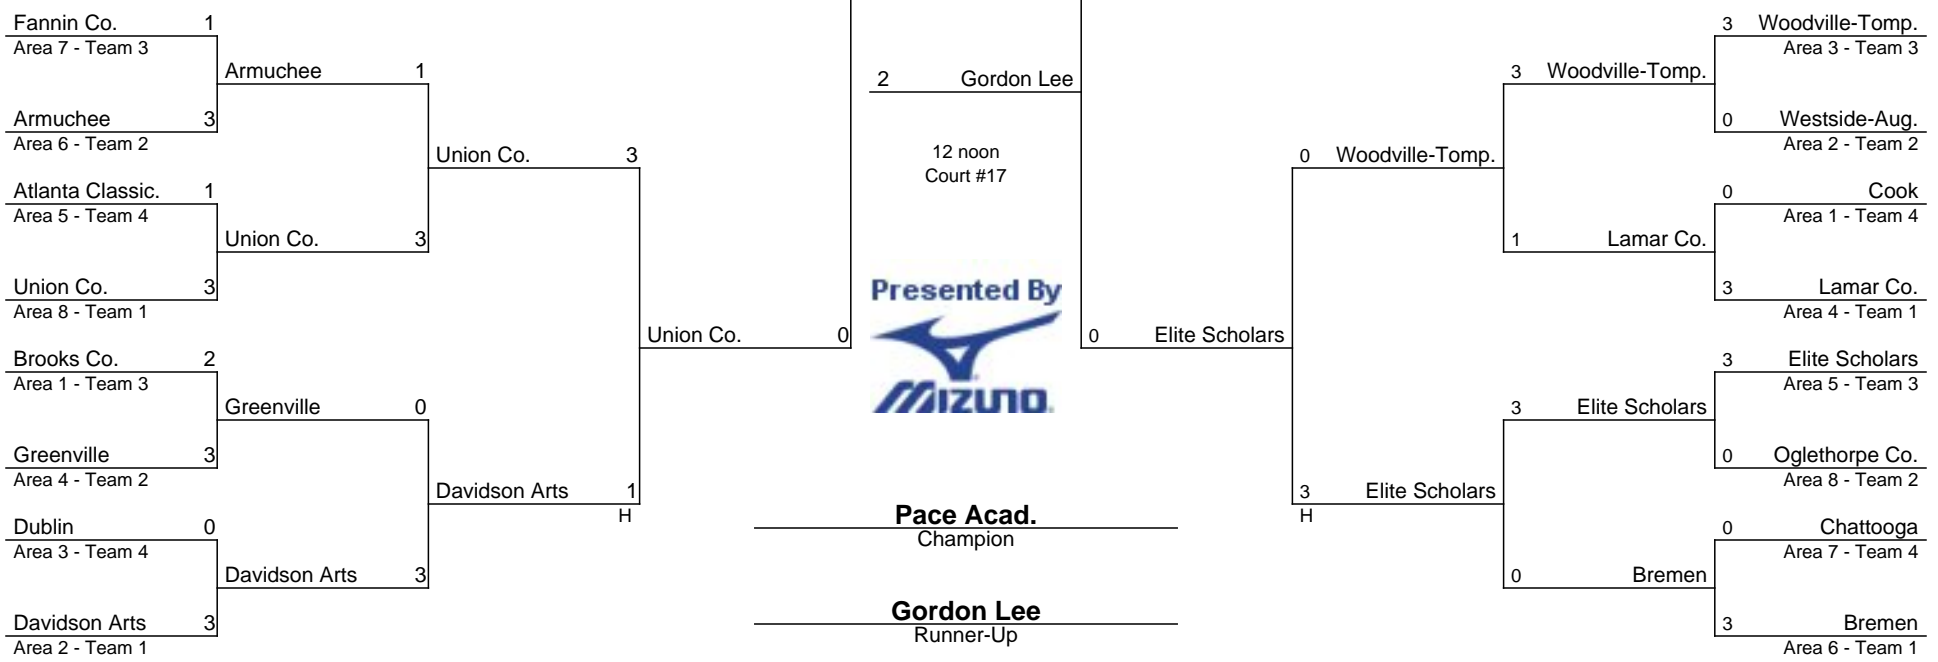 Fannin Co. 1
Area 7 - Team 3
Armuchee 1
Armuchee 3
Area 6 - Team 2
Union Co. 3
Atlanta Classic. 1
Area 5 - Team 4
Union Co. 3
Union Co. 3
Area 8 - Team 1
Union Co. 0
Brooks Co. 2
Area 1 - Team 3
Greenville 0
Greenville 3
Area 4 - Team 2
Davidson Arts 1
H
Dublin 0
Area 3 - Team 4
Davidson Arts 3
Davidson Arts 3
Area 2 - Team 1
2 Gordon Lee
12 noon
Court #17
Presented By
MIZUNO
Pace Acad.
Champion
Gordon Lee
Runner-Up
3 Woodville-Tomp.
Area 3 - Team 3
3 Woodville-Tomp.
0 Westside-Aug.
Area 2 - Team 2
0 Woodville-Tomp.
0 Cook
Area 1 - Team 4
1 Lamar Co.
3 Lamar Co.
Area 4 - Team 1
0 Elite Scholars
3 Elite Scholars
Area 5 - Team 3
3 Elite Scholars
0 Oglethorpe Co.
Area 8 - Team 2
3 Elite Scholars
H
0 Chattooga
Area 7 - Team 4
0 Bremen
3 Bremen
Area 6 - Team 1